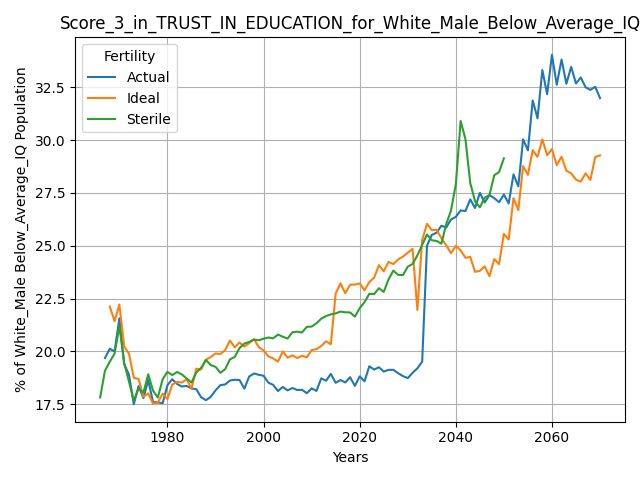 Score_3_in_TRUST_IN_EDUCATION_for_White_Male_Below_Average_IQ
Fertility
Actual
Ideal
Sterile
% of White_Male Below_Average_IQ Population
32.5
30.0
27.5
25.0
22.5
20.0
17.5
1980
2000
2020
2040
2060
Years